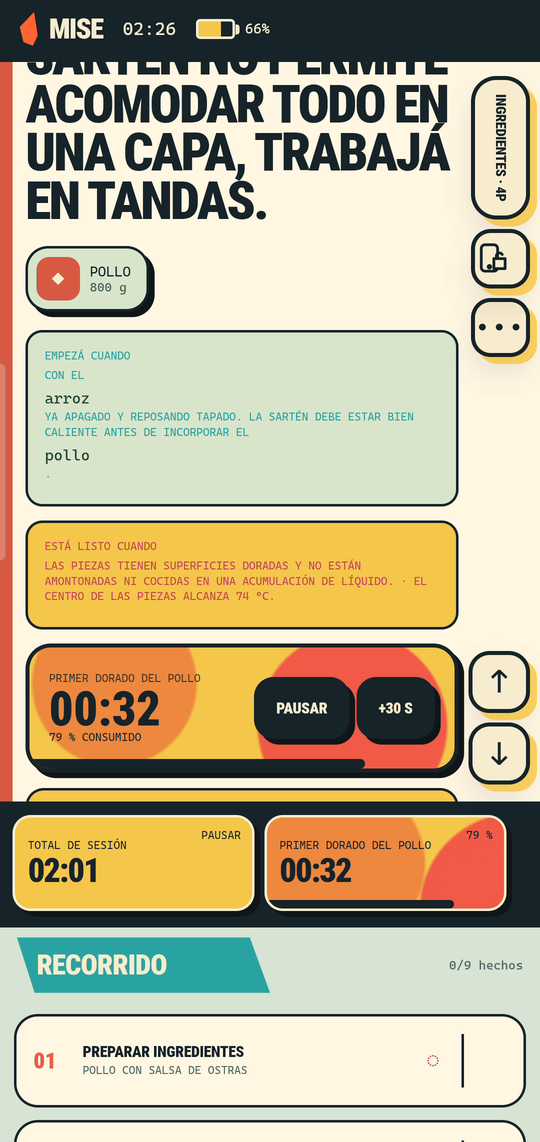 MISE 02:26 66%
SARTÉN NO PERMITE
ACOMODAR TODO EN
UNA CAPA, TRABAJÁ
EN TANDAS.
INGREDIENTES · 4P
POLLO
800 g
EMPEZÁ CUANDO
CON EL
arroz
YA APAGADO Y REPOSANDO TAPADO. LA SARTÉN DEBE ESTAR BIEN
CALIENTE ANTES DE INCORPORAR EL
pollo
.
ESTÁ LISTO CUANDO
LAS PIEZAS TIENEN SUPERFICIES DORADAS Y NO ESTÁN
AMONTONADAS NI COCIDAS EN UNA ACUMULACIÓN DE LÍQUIDO. · EL
CENTRO DE LAS PIEZAS ALCANZA 74 °C.
PRIMER DORADO DEL POLLO
00:32
79 % CONSUMIDO
PAUSAR
+30 S
↑
↓
PAUSAR
TOTAL DE SESIÓN
02:01
79 %
PRIMER DORADO DEL POLLO
00:32
RECORRIDO
0/9 hechos
01
PREPARAR INGREDIENTES
POLLO CON SALSA DE OSTRAS